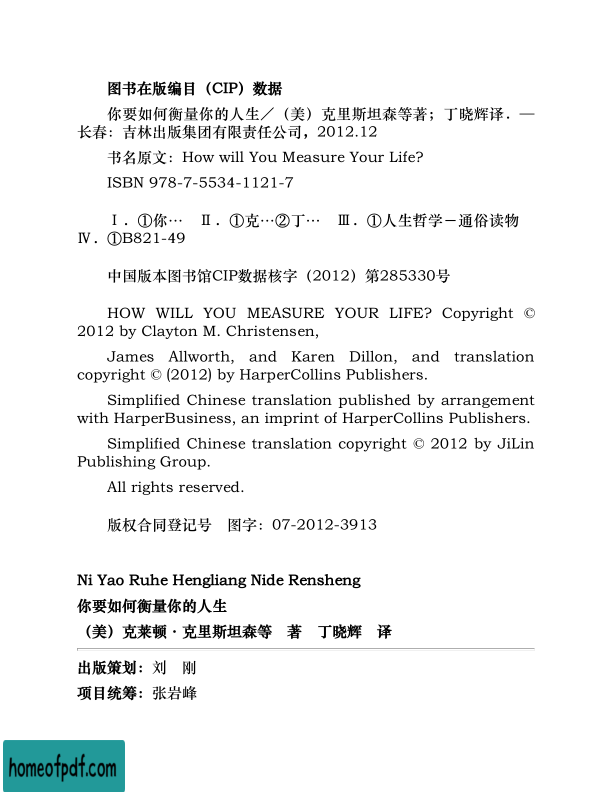 图书在版编目（CIP）数据
你要如何衡量你的人生／（美）克里斯坦森等著；丁晓辉译．—
长春：吉林出版集团有限责任公司，2012.12
书名原文：How will You Measure Your Life?
ISBN 978-7-5534-1121-7
Ⅰ．①你…　Ⅱ．①克…②丁…　Ⅲ．①人生哲学－通俗读物
Ⅳ．①B821-49
中国版本图书馆CIP数据核字（2012）第285330号
HOW WILL YOU MEASURE YOUR LIFE? Copyright ©
2012 by Clayton M. Christensen,
James Allworth, and Karen Dillon, and translation
copyright © (2012) by HarperCollins Publishers.
Simplified Chinese translation published by arrangement
with HarperBusiness, an imprint of HarperCollins Publishers.
Simplified Chinese translation copyright © 2012 by JiLin
Publishing Group.
All rights reserved.
版权合同登记号　图字：07-2012-3913
Ni Yao Ruhe Hengliang Nide Rensheng
你要如何衡量你的人生
（美）克莱顿·克里斯坦森等　著　丁晓辉　译
出版策划：刘　刚
项目统筹：张岩峰
homeofpdf.com